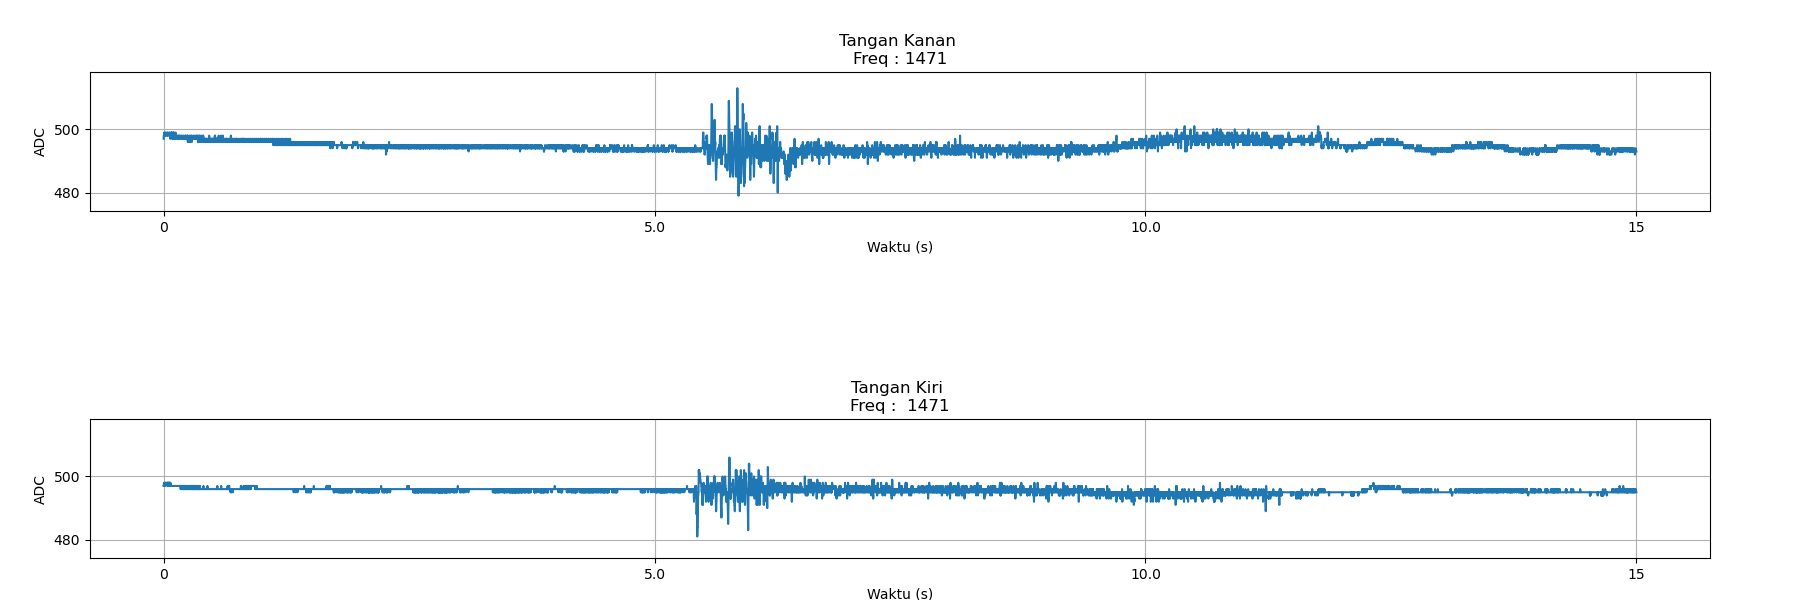 Tangan Kanan
Freq : 1471
500
480
ADC
0 5.0 10.0 15
Waktu (s)
Tangan Kiri
Freq :  1471
500
480
ADC
0 5.0 10.0 15
Waktu (s)